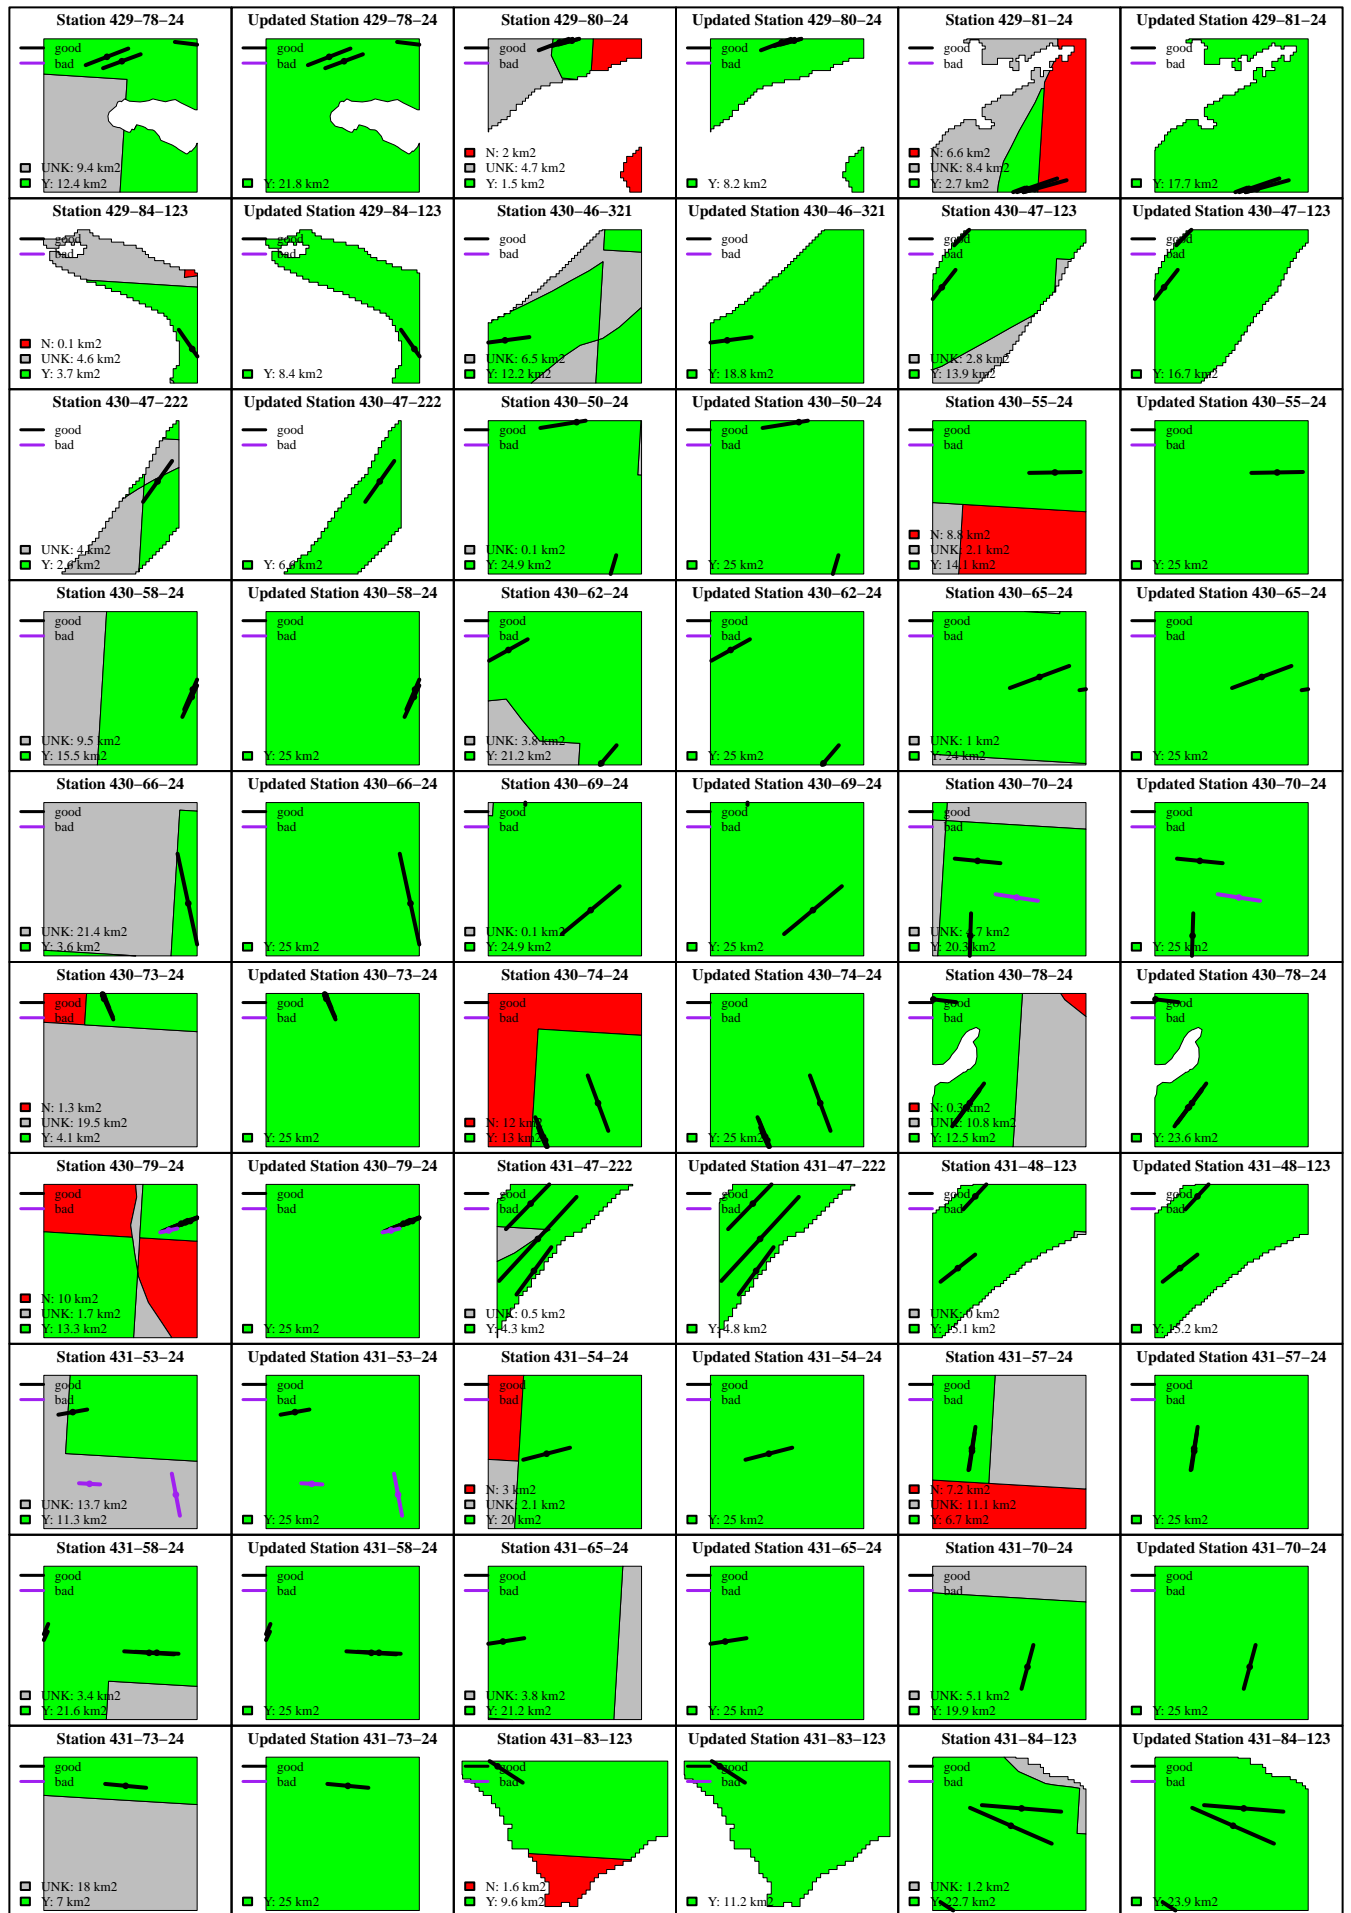 Station 429−78−24
good
bad
UNK: 9.4 km2
Y: 12.4 km2
Updated Station 429−78−24
good
bad
Y: 21.8 km2
Station 429−80−24
good
bad
N: 2 km2
UNK: 4.7 km2
Y: 1.5 km2
Updated Station 429−80−24
good
bad
Y: 8.2 km2
Station 429−81−24
good
bad
N: 6.6 km2
UNK: 8.4 km2
Y: 2.7 km2
Updated Station 429−81−24
good
bad
Y: 17.7 km2
Station 429−84−123
good
bad
N: 0.1 km2
UNK: 4.6 km2
Y: 3.7 km2
Updated Station 429−84−123
good
bad
Y: 8.4 km2
Station 430−46−321
good
bad
UNK: 6.5 km2
Y: 12.2 km2
Updated Station 430−46−321
good
bad
Y: 18.8 km2
Station 430−47−123
good
bad
UNK: 2.8 km2
Y: 13.9 km2
Updated Station 430−47−123
good
bad
Y: 16.7 km2
Station 430−47−222
good
bad
UNK: 4 km2
Y: 2.6 km2
Updated Station 430−47−222
good
bad
Y: 6.6 km2
Station 430−50−24
good
bad
UNK: 0.1 km2
Y: 24.9 km2
Updated Station 430−50−24
good
bad
Y: 25 km2
Station 430−55−24
good
bad
N: 8.8 km2
UNK: 2.1 km2
Y: 14.1 km2
Updated Station 430−55−24
good
bad
Y: 25 km2
Station 430−58−24
good
bad
UNK: 9.5 km2
Y: 15.5 km2
Updated Station 430−58−24
good
bad
Y: 25 km2
Station 430−62−24
good
bad
UNK: 3.8 km2
Y: 21.2 km2
Updated Station 430−62−24
good
bad
Y: 25 km2
Station 430−65−24
good
bad
UNK: 1 km2
Y: 24 km2
Updated Station 430−65−24
good
bad
Y: 25 km2
Station 430−66−24
good
bad
UNK: 21.4 km2
Y: 3.6 km2
Updated Station 430−66−24
good
bad
Y: 25 km2
Station 430−69−24
good
bad
UNK: 0.1 km2
Y: 24.9 km2
Updated Station 430−69−24
good
bad
Y: 25 km2
Station 430−70−24
good
bad
UNK: 4.7 km2
Y: 20.3 km2
Updated Station 430−70−24
good
bad
Y: 25 km2
Station 430−73−24
good
bad
N: 1.3 km2
UNK: 19.5 km2
Y: 4.1 km2
Updated Station 430−73−24
good
bad
Y: 25 km2
Station 430−74−24
good
bad
N: 12 km2
Y: 13 km2
Updated Station 430−74−24
good
bad
Y: 25 km2
Station 430−78−24
good
bad
N: 0.3 km2
UNK: 10.8 km2
Y: 12.5 km2
Updated Station 430−78−24
good
bad
Y: 23.6 km2
Station 430−79−24
good
bad
N: 10 km2
UNK: 1.7 km2
Y: 13.3 km2
Updated Station 430−79−24
good
bad
Y: 25 km2
Station 431−47−222
good
bad
UNK: 0.5 km2
Y: 4.3 km2
Updated Station 431−47−222
good
bad
Y: 4.8 km2
Station 431−48−123
good
bad
UNK: 0 km2
Y: 15.1 km2
Updated Station 431−48−123
good
bad
Y: 15.2 km2
Station 431−53−24
good
bad
UNK: 13.7 km2
Y: 11.3 km2
Updated Station 431−53−24
good
bad
Y: 25 km2
Station 431−54−24
good
bad
N: 3 km2
UNK: 2.1 km2
Y: 20 km2
Updated Station 431−54−24
good
bad
Y: 25 km2
Station 431−57−24
good
bad
N: 7.2 km2
UNK: 11.1 km2
Y: 6.7 km2
Updated Station 431−57−24
good
bad
Y: 25 km2
Station 431−58−24
good
bad
UNK: 3.4 km2
Y: 21.6 km2
Updated Station 431−58−24
good
bad
Y: 25 km2
Station 431−65−24
good
bad
UNK: 3.8 km2
Y: 21.2 km2
Updated Station 431−65−24
good
bad
Y: 25 km2
Station 431−70−24
good
bad
UNK: 5.1 km2
Y: 19.9 km2
Updated Station 431−70−24
good
bad
Y: 25 km2
Station 431−73−24
good
bad
UNK: 18 km2
Y: 7 km2
Updated Station 431−73−24
good
bad
Y: 25 km2
Station 431−83−123
good
bad
N: 1.6 km2
Y: 9.6 km2
Updated Station 431−83−123
good
bad
Y: 11.2 km2
Station 431−84−123
good
bad
UNK: 1.2 km2
Y: 22.7 km2
Updated Station 431−84−123
good
bad
Y: 23.9 km2